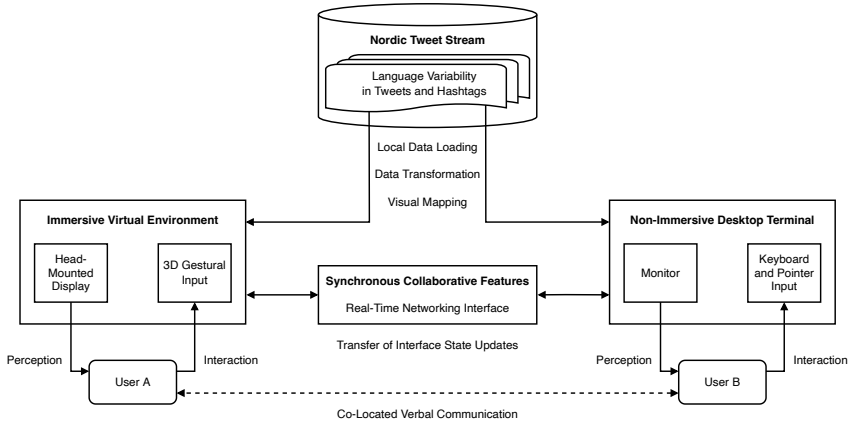 Nordic Tweet Stream
Language Variability
in Tweets and Hashtags
Local Data Loading
Data Transformation
Visual Mapping
Immersive Virtual Environment
Head-
Mounted
Display
3D Gestural
Input
Synchronous Collaborative Features
Real-Time Networking Interface
Transfer of Interface State Updates
Non-Immersive Desktop Terminal
Monitor
Keyboard
and Pointer
Input
Perception
Interaction
User A
Perception
Interaction
User B
Co-Located Verbal Communication